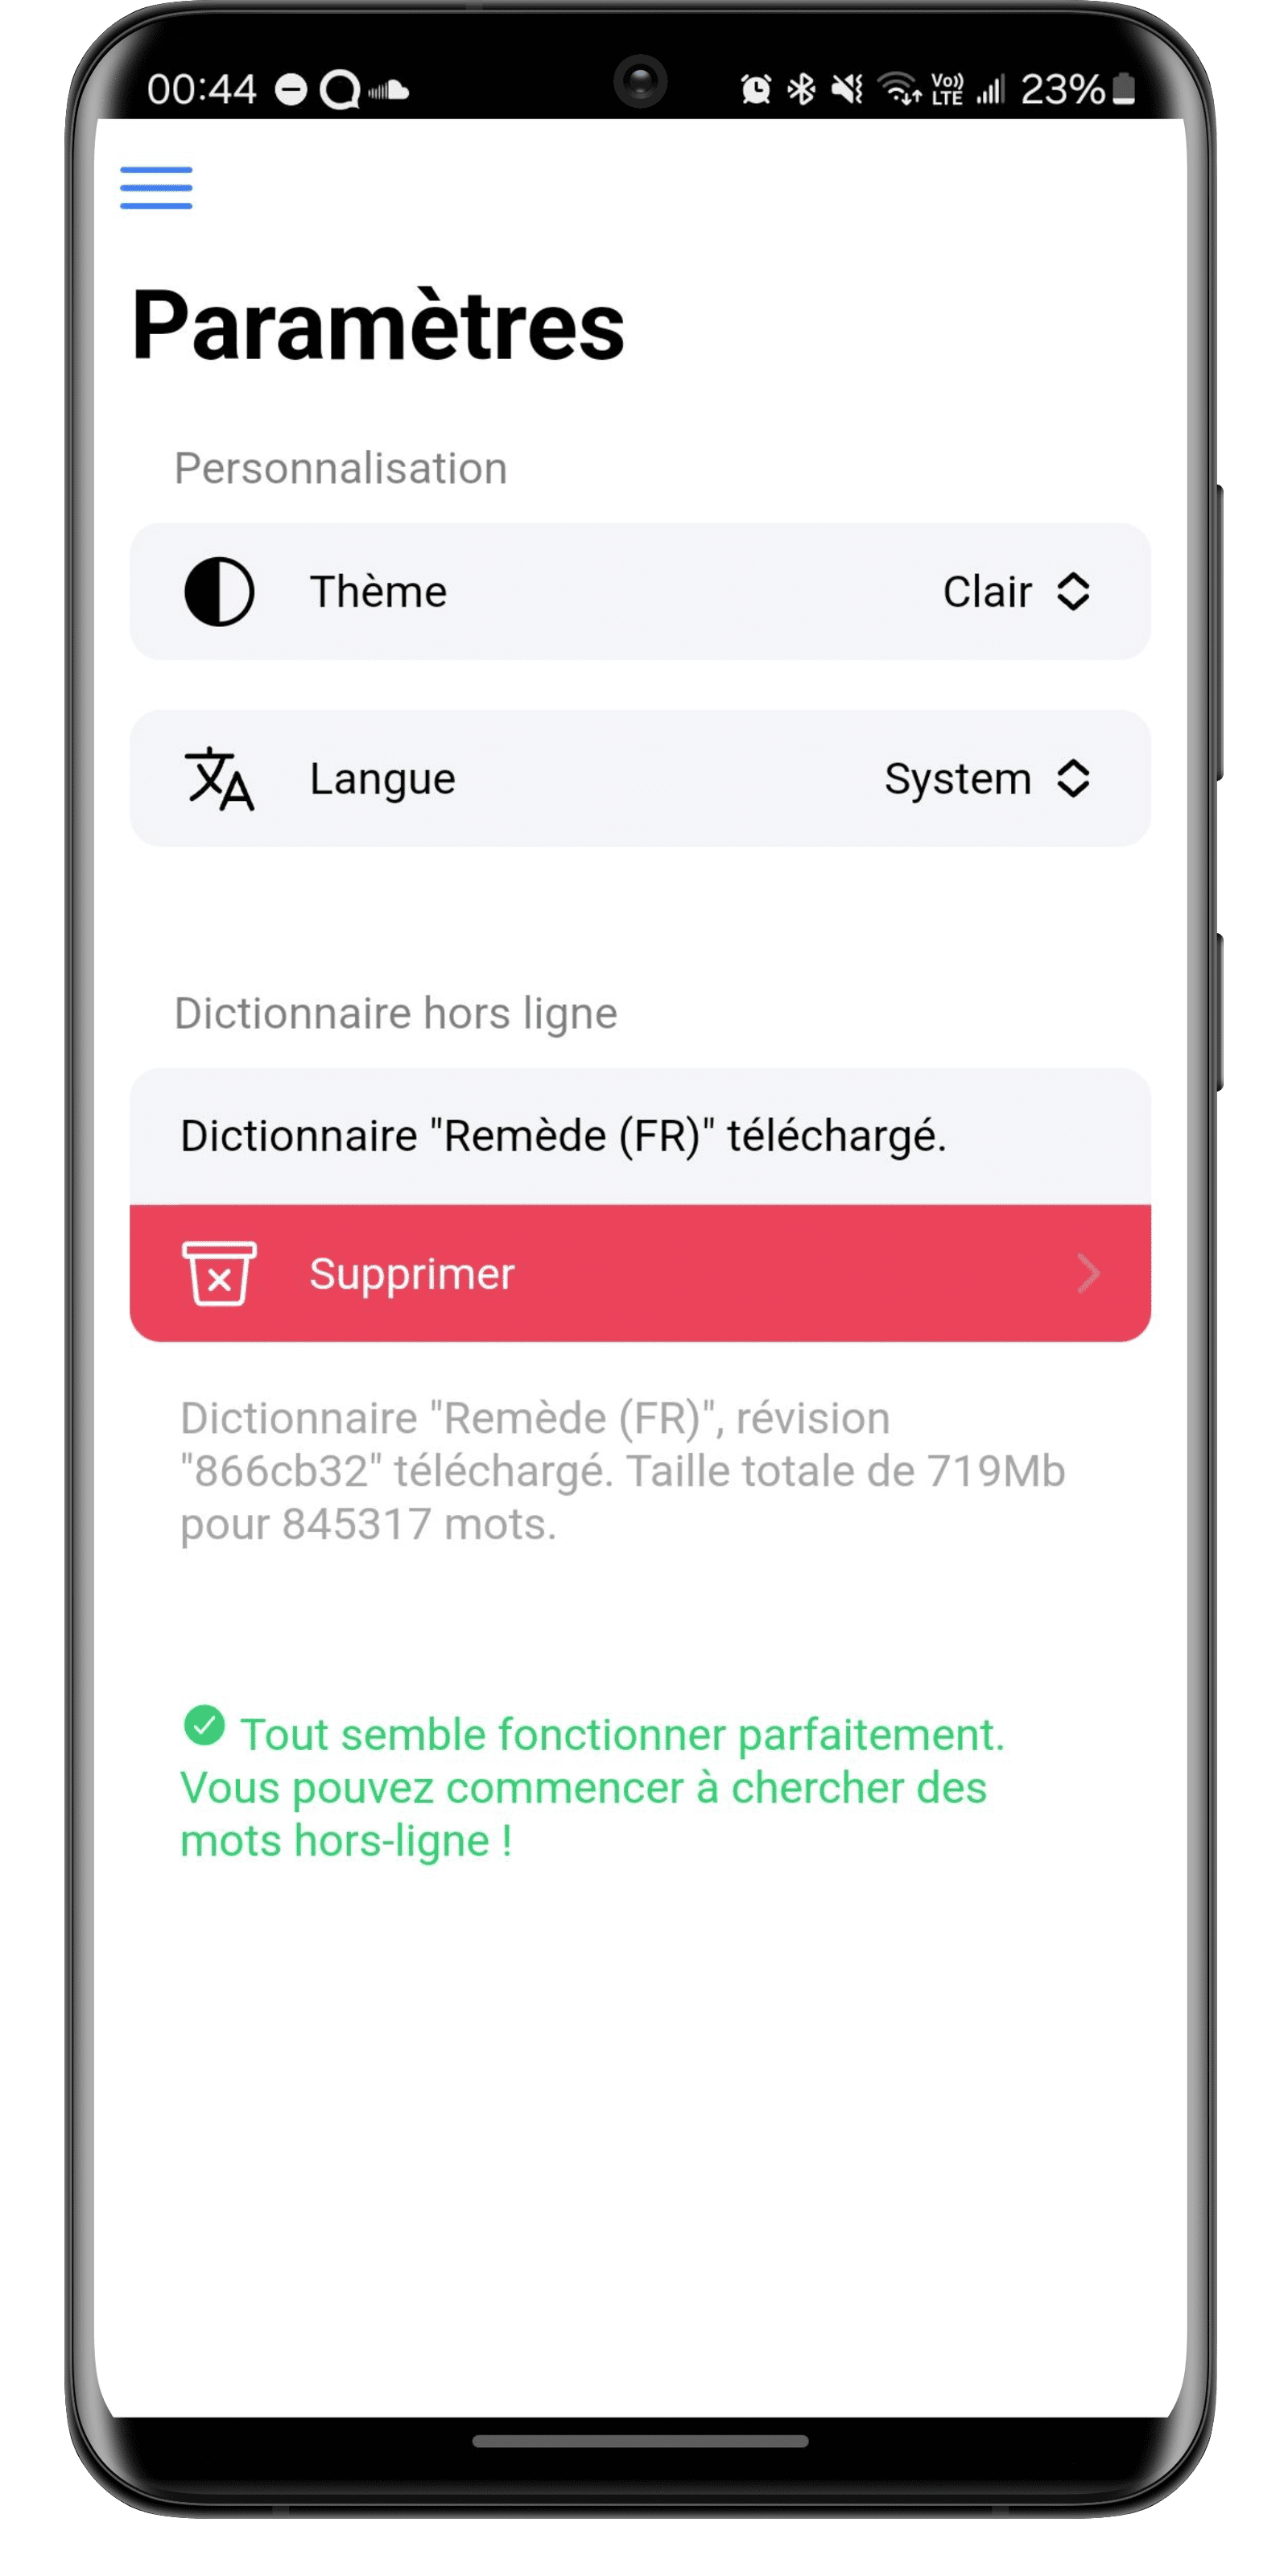 00:44
Vo)) LTE 23%
Paramètres
Personnalisation
Thème Clair
Langue System
Dictionnaire hors ligne
Dictionnaire "Remède (FR)" téléchargé.
Supprimer
Dictionnaire "Remède (FR)", révision
"866cb32" téléchargé. Taille totale de 719Mb
pour 845317 mots.
Tout semble fonctionner parfaitement.
Vous pouvez commencer à chercher des
mots hors-ligne !